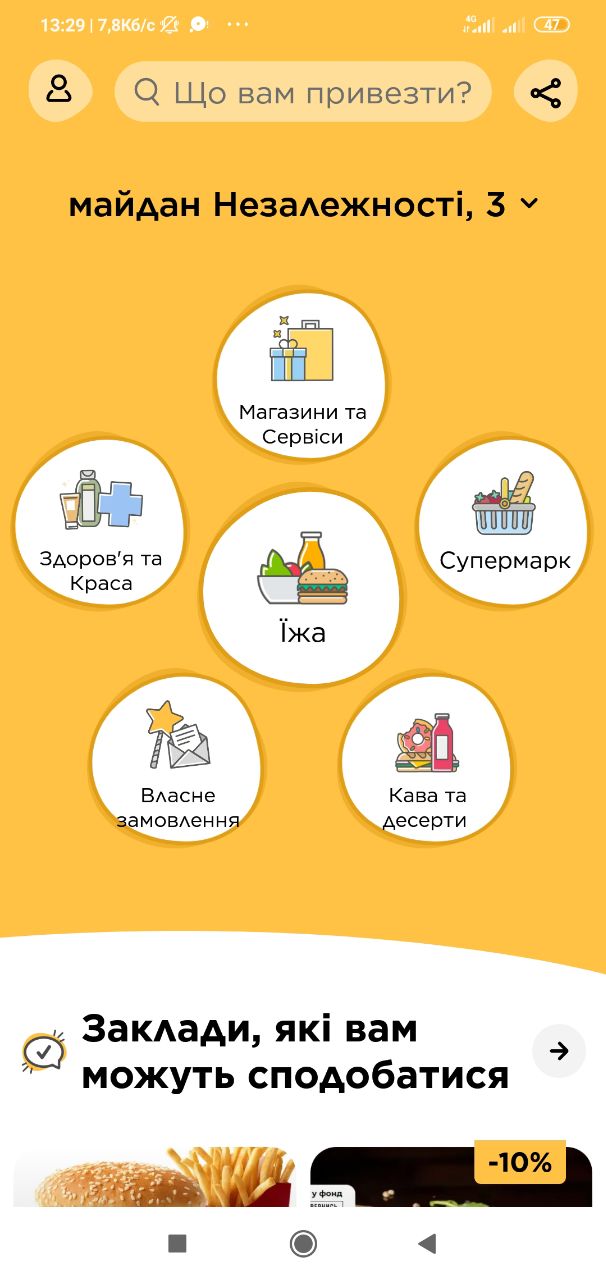 13:29 | 7,8Кб/с ...
4G
47
Що вам привезти?
майдан Незалежності, 3
Магазини та
Сервіси
Здоров'я та
Краса
Супермарк
Їжа
Власне
замовлення
Кава та
десерти
Заклади, які вам
можуть сподобатися
-10%
у фонд